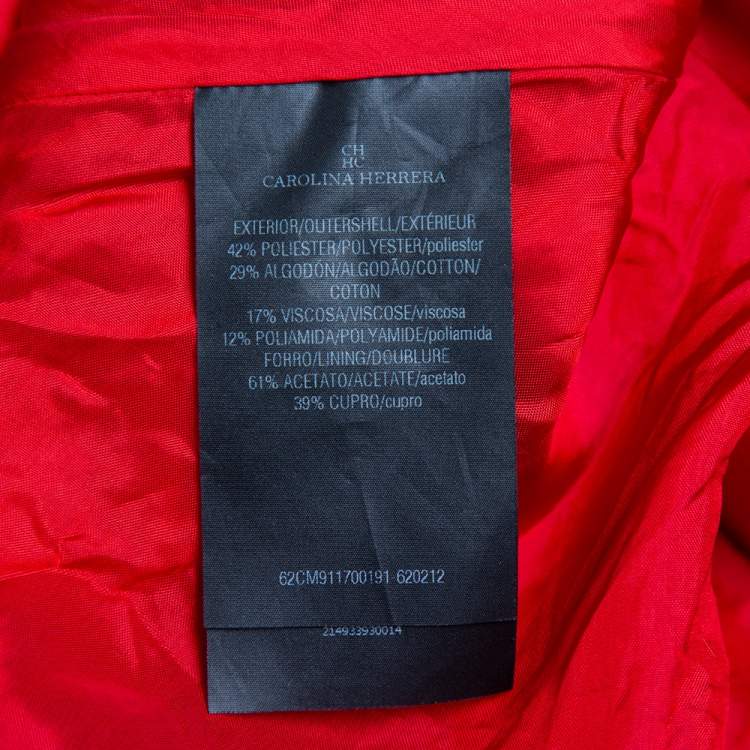 CH
HC
CAROLINA HERRERA
EXTERIOR/OUTERSHELL/EXTÉRIEUR
42% POLIESTER/POLYESTER/poliester
29% ALGODÓN/ALGODÃO/COTTON/
COTON
17% VISCOSA/VISCOSE/viscosa
12% POLIAMIDA/POLYAMIDE/poliamida
FORRO/LINING/DOUBLURE
61% ACETATO/ACETATE/acetato
39% CUPRO/cupro
62CM911700191-620212
214933930014